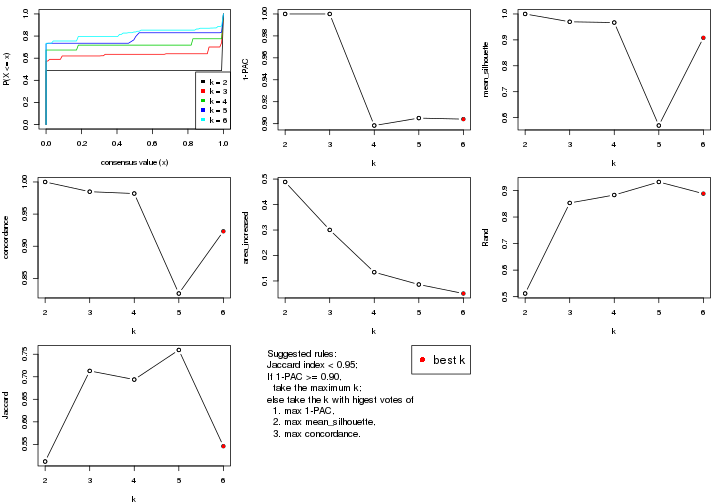 P(X <= x)
0.0 0.2 0.4 0.6 0.8 1.0
0.0 0.2 0.4 0.6 0.8 1.0
consensus value (x)
k = 2
k = 3
k = 4
k = 5
k = 6
1-PAC
0.90 0.92 0.94 0.96 0.98 1.00
2 3 4 5 6
k
mean_silhouette
0.6 0.7 0.8 0.9 1.0
2 3 4 5 6
k
concordance
0.85 0.90 0.95 1.00
2 3 4 5 6
k
area_increased
0.1 0.2 0.3 0.4 0.5
2 3 4 5 6
k
Rand
0.5 0.6 0.7 0.8 0.9
2 3 4 5 6
k
Jaccard
0.55 0.60 0.65 0.70 0.75
2 3 4 5 6
k
Suggested rules:
Jaccard index < 0.95;
If 1-PAC >= 0.90,
take the maximum k;
else take the k with higest votes of
1. max 1-PAC,
2. max mean_silhouette,
3. max concordance.
best k